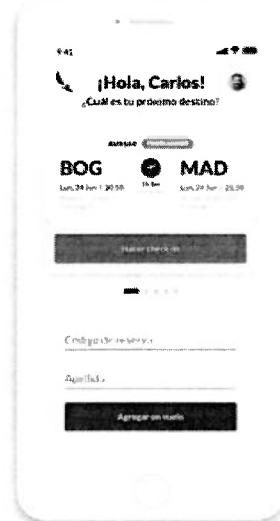 9:41
¡Hola, Carlos!
¿Cuál es tu próximo destino?
BOG
MAD
Hacer check-in
Código de reserva
Apellido
Agregar un vuelo